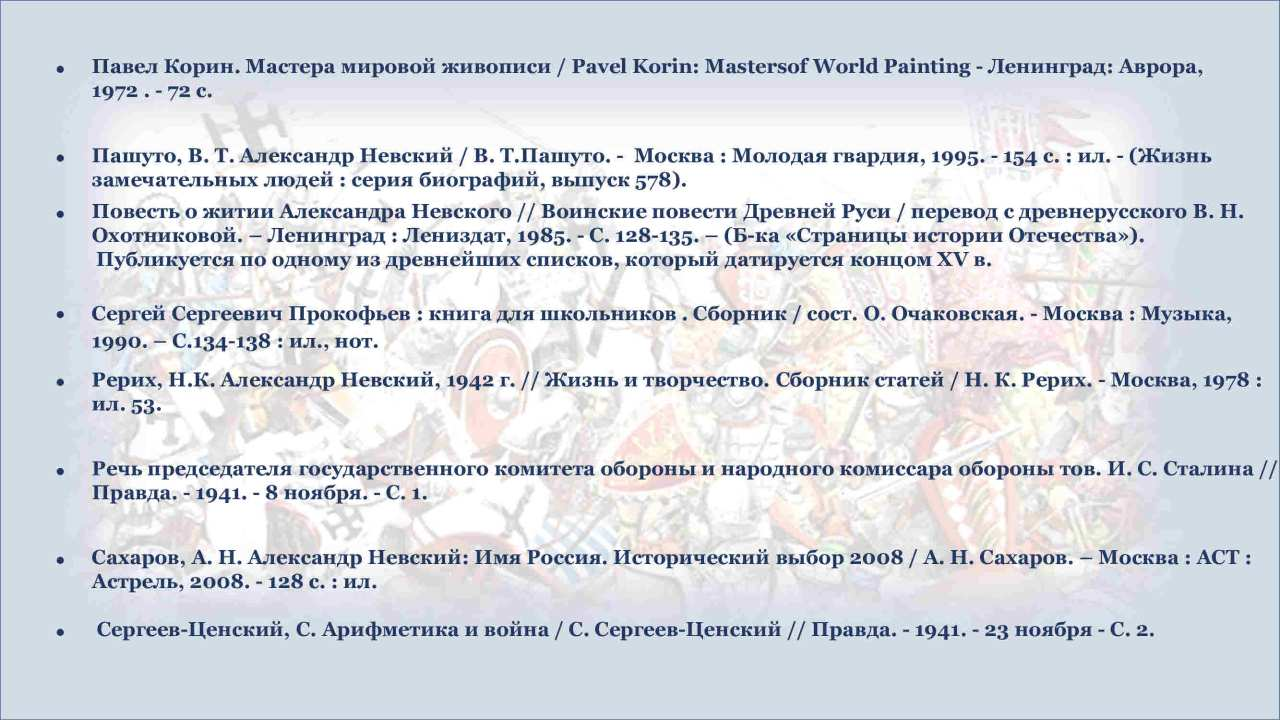 • Павел Корин. Мастера мировой живописи / Pavel Korin: Mastersof World Painting - Ленинград: Аврора,
1972 . - 72 с.
• Пашуто, В. Т. Александр Невский / В. Т.Пашуто. - Москва : Молодая гвардия, 1995. - 154 с. : ил. - (Жизнь
замечательных людей : серия биографий, выпуск 578).
• Повесть о житии Александра Невского // Воинские повести Древней Руси / перевод с древнерусского В. Н.
Охотниковой. – Ленинград : Лениздат, 1985. - С. 128-135. – (Б-ка «Страницы истории Отечества»).
Публикуется по одному из древнейших списков, который датируется концом XV в.
• Сергей Сергеевич Прокофьев : книга для школьников . Сборник / сост. О. Очаковская. - Москва : Музыка,
1990. – С.134-138 : ил., нот.
• Рерих, Н.К. Александр Невский, 1942 г. // Жизнь и творчество. Сборник статей / Н. К. Рерих. - Москва, 1978 :
ил. 53.
• Речь председателя государственного комитета обороны и народного комиссара обороны тов. И. С. Сталина //
Правда. - 1941. - 8 ноября. - С. 1.
• Сахаров, А. Н. Александр Невский: Имя Россия. Исторический выбор 2008 / А. Н. Сахаров. – Москва : АСТ :
Астрель, 2008. - 128 с. : ил.
• Сергеев-Ценский, С. Арифметика и война / С. Сергеев-Ценский // Правда. - 1941. - 23 ноября - С. 2.